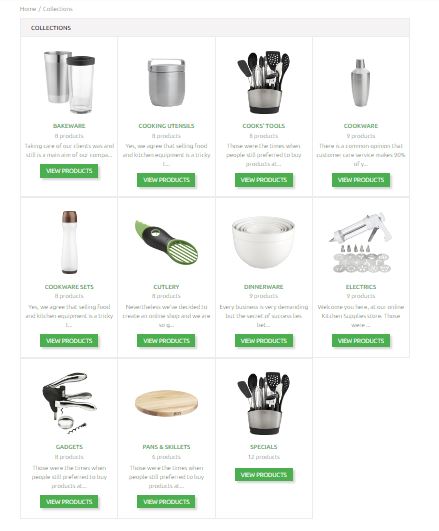 Home / Collections
COLLECTIONS
BAKEWARE
8 products
Taking care of our clients was and
still is a main aim of our compa...
VIEW PRODUCTS
COOKING UTENSILS
8 products
Yes, we agree that selling food
and kitchen equipment is a tricky
t...
VIEW PRODUCTS
COOKS' TOOLS
8 products
Those were the times when
people still preferred to buy
products at...
VIEW PRODUCTS
COOKWARE
9 products
There is a common opinion that
customer care service makes 90%
of y...
VIEW PRODUCTS
COOKWARE SETS
9 products
Yes, we agree that selling food
and kitchen equipment is a tricky
t...
VIEW PRODUCTS
CUTLERY
8 products
Nevertheless we've decided to
create an online shop and we are
sorig...
VIEW PRODUCTS
DINNERWARE
9 products
Every business is very demanding
but the secret of success lies
bet...
VIEW PRODUCTS
ELECTRICS
9 products
Welcome you here, at our online
Kitchen Supplies store. Those
were ...
VIEW PRODUCTS
GADGETS
8 products
Those were the times when
people still preferred to buy
products at...
VIEW PRODUCTS
PANS & SKILLETS
6 products
Those were the times when
people still preferred to buy
products at...
VIEW PRODUCTS
SPECIALS
12 products
VIEW PRODUCTS